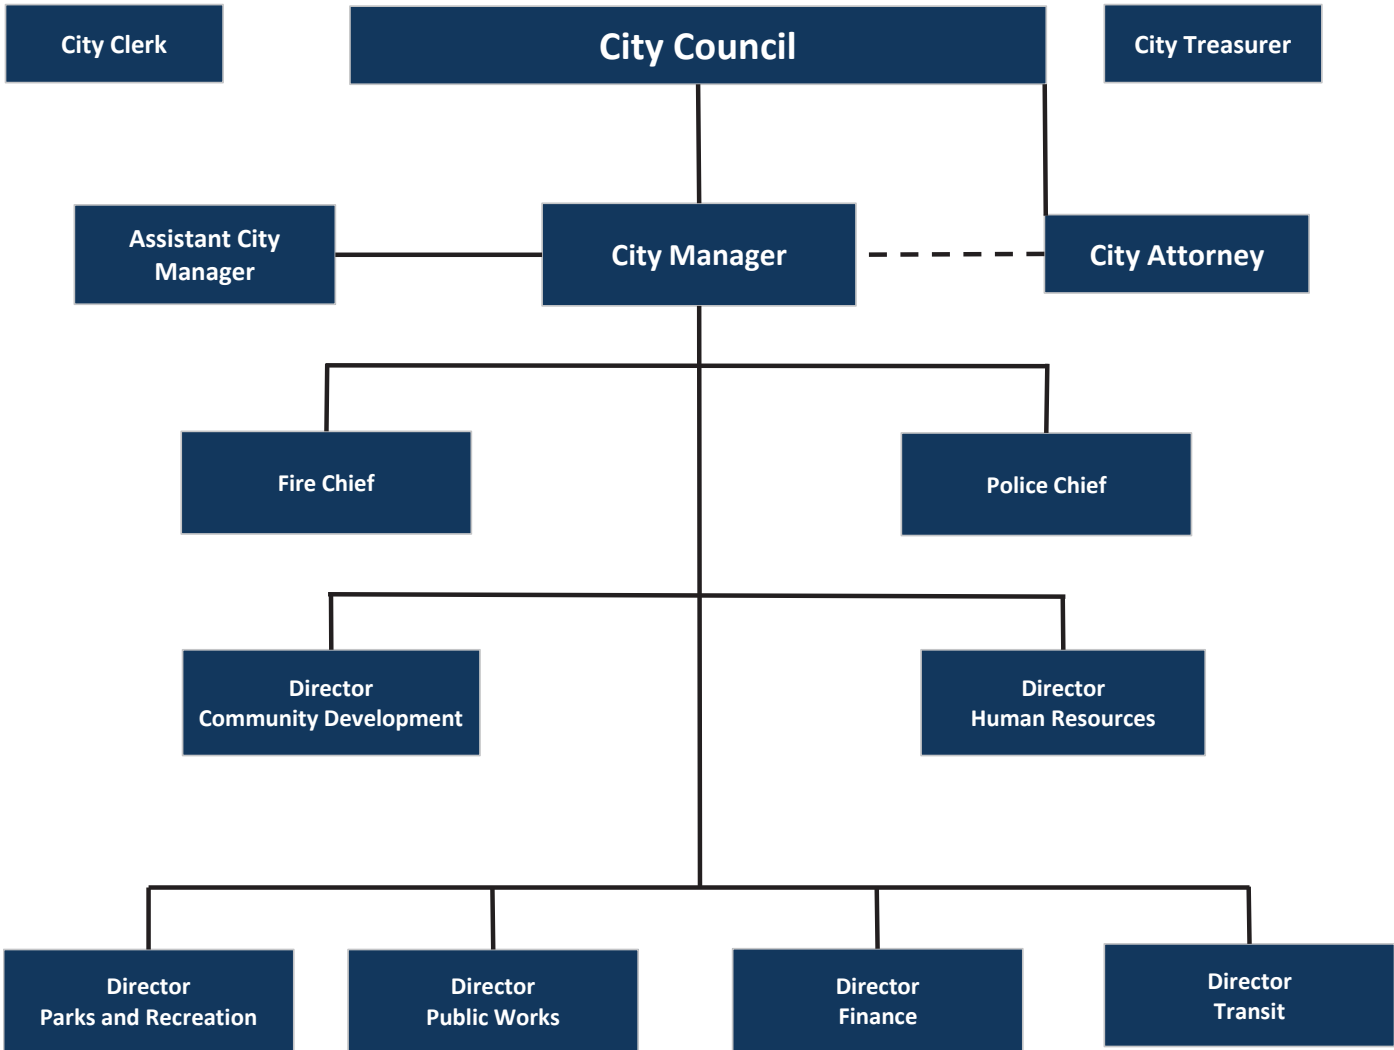 City Clerk
City Council
City Treasurer
Assistant City
Manager
City Manager
City Attorney
Fire Chief
Police Chief
Director
Community Development
Director
Human Resources
Director
Parks and Recreation
Director
Public Works
Director
Finance
Director
Transit